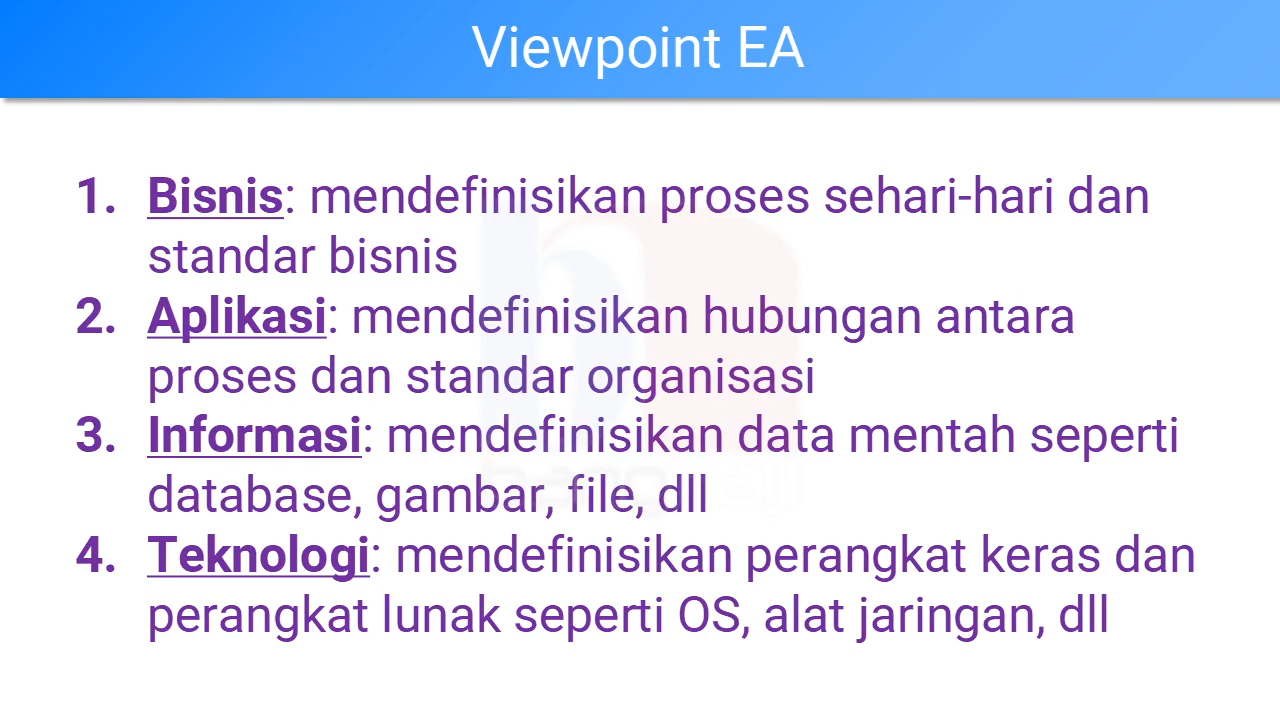 Viewpoint EA
1. Bisnis: mendefinisikan proses sehari-hari dan
standar bisnis
2. Aplikasi: mendefinisikan hubungan antara
proses dan standar organisasi
3. Informasi: mendefinisikan data mentah seperti
database, gambar, file, dll
4. Teknologi: mendefinisikan perangkat keras dan
perangkat lunak seperti OS, alat jaringan, dll